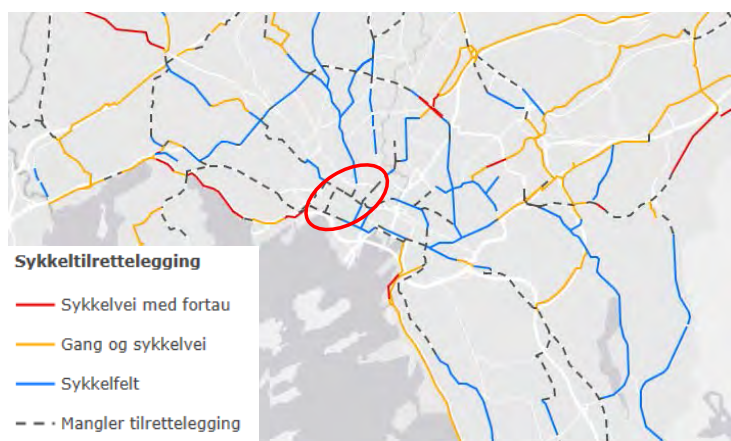 Sykkeltilrettelegging
Sykkelvei med fortau
Gang og sykkelvei
Sykkelfelt
Mangler tilrettelegging